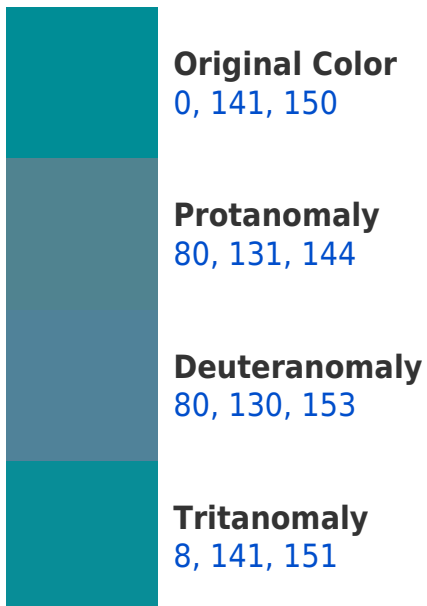 Original Color
0, 141, 150
Protanomaly
80, 131, 144
Deuteranomaly
80, 130, 153
Tritanomaly
8, 141, 151